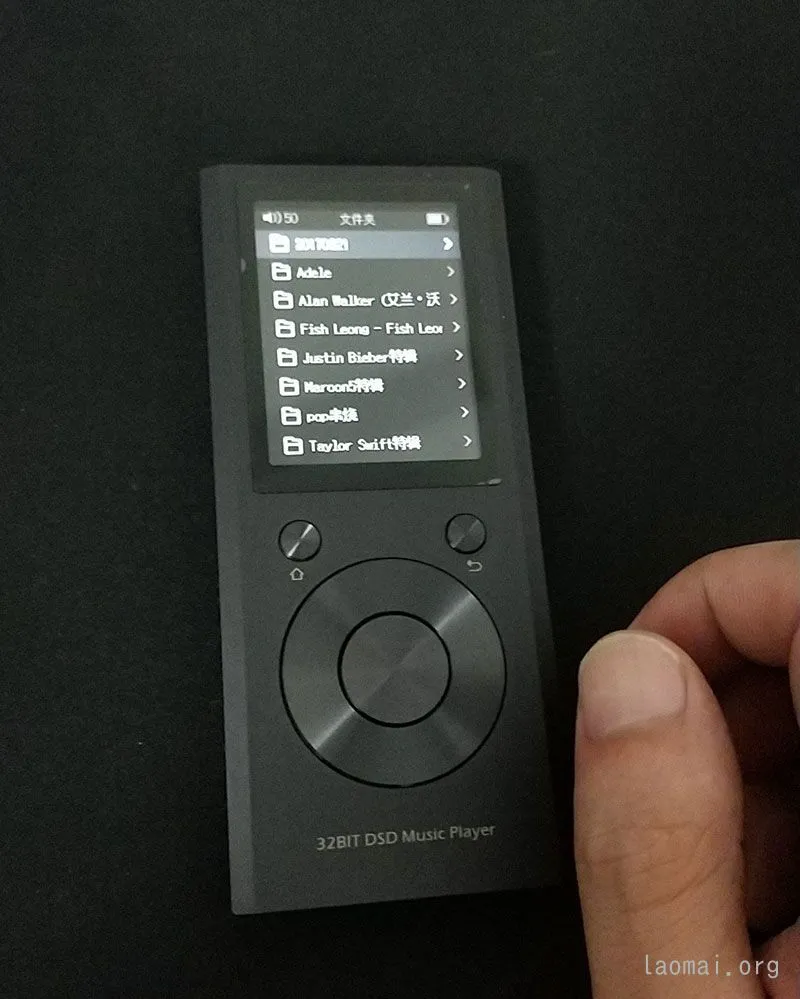 50 文件夹
20170821
Adele
Alan Walker (艾兰·沃
Fish Leong - Fish Leon
Justin Bieber特辑
Maroon5特辑
pop串烧
Taylor Swift特辑
32BIT DSD Music Player
laomai.org